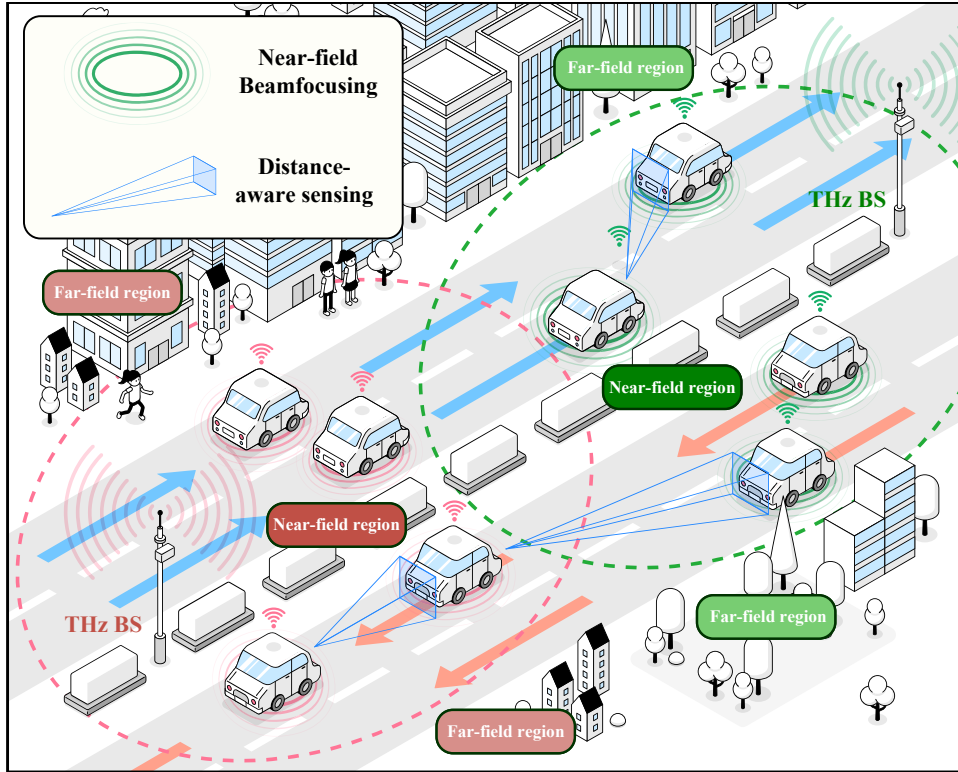 Near-field
Beamfocusing
Distance-
aware sensing
Far-field region
THz BS
Far-field region
Near-field region
Near-field region
THz BS
Far-field region
Far-field region